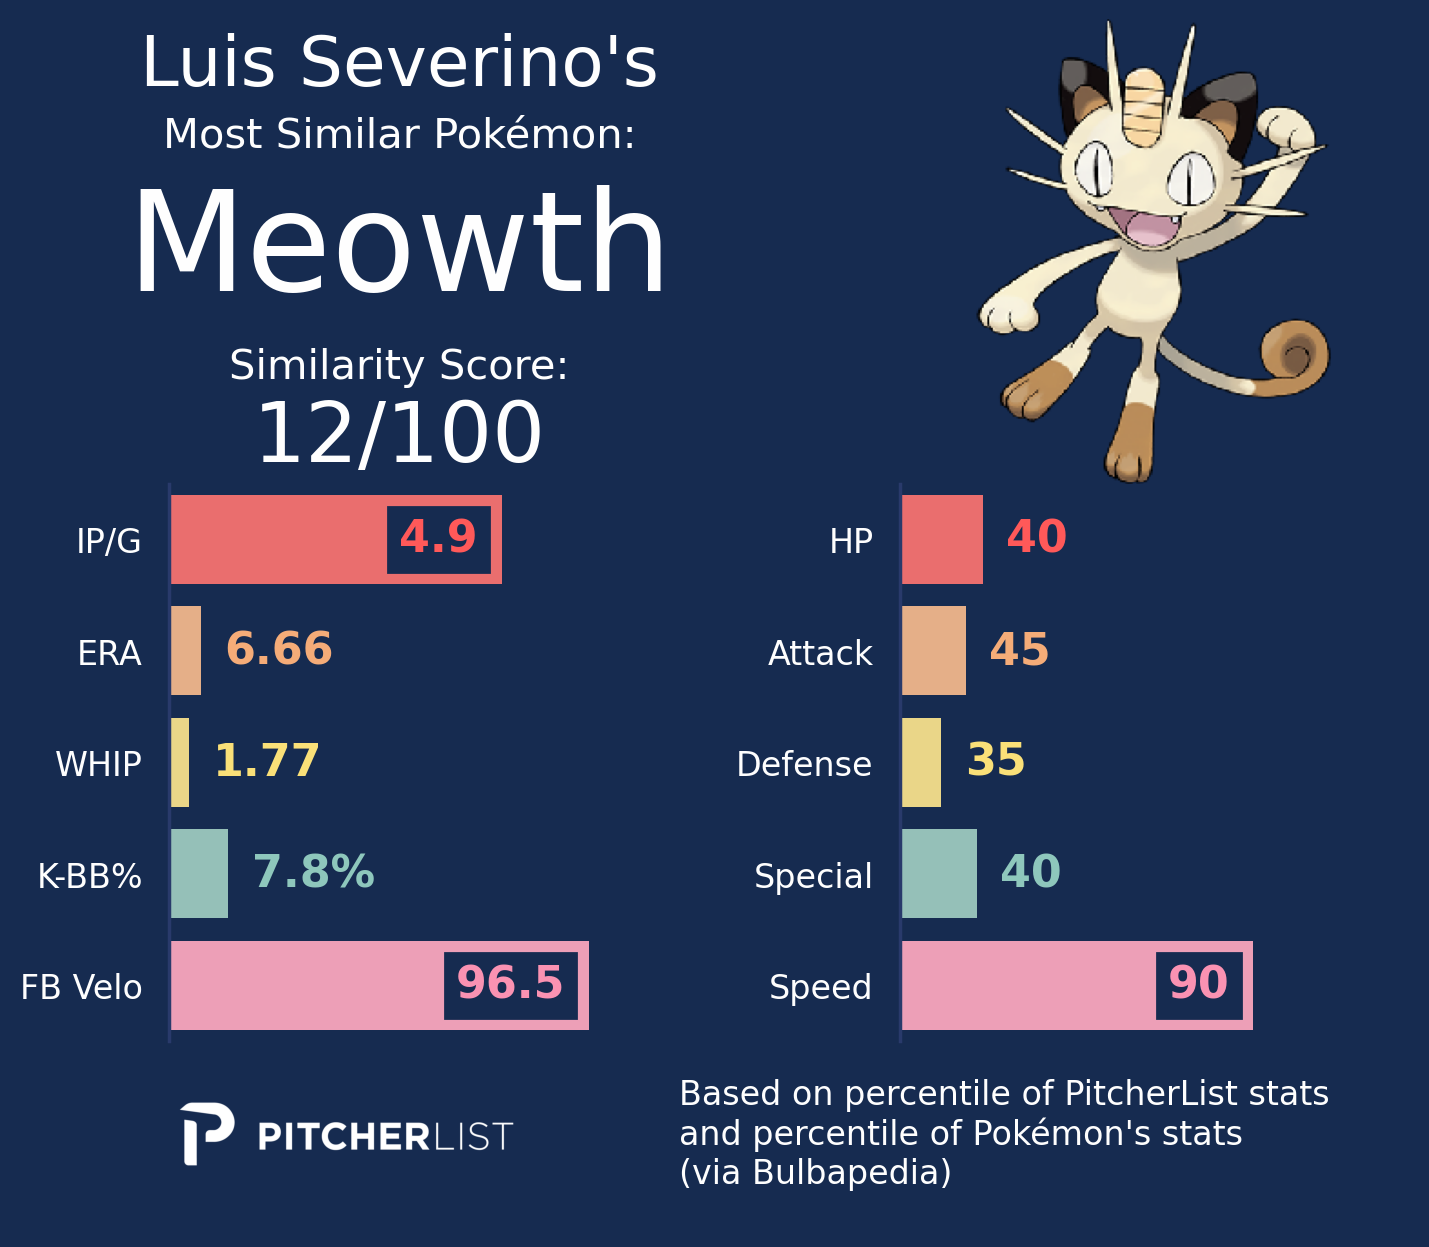 Luis Severino's
Most Similar Pokémon:
Meowth
Similarity Score:
12/100
IP/G 4.9
ERA 6.66
WHIP 1.77
K-BB% 7.8%
FB Velo 96.5
HP 40
Attack 45
Defense 35
Special 40
Speed 90
PITCHERLIST
Based on percentile of PitcherList stats
and percentile of Pokémon's stats
(via Bulbapedia)